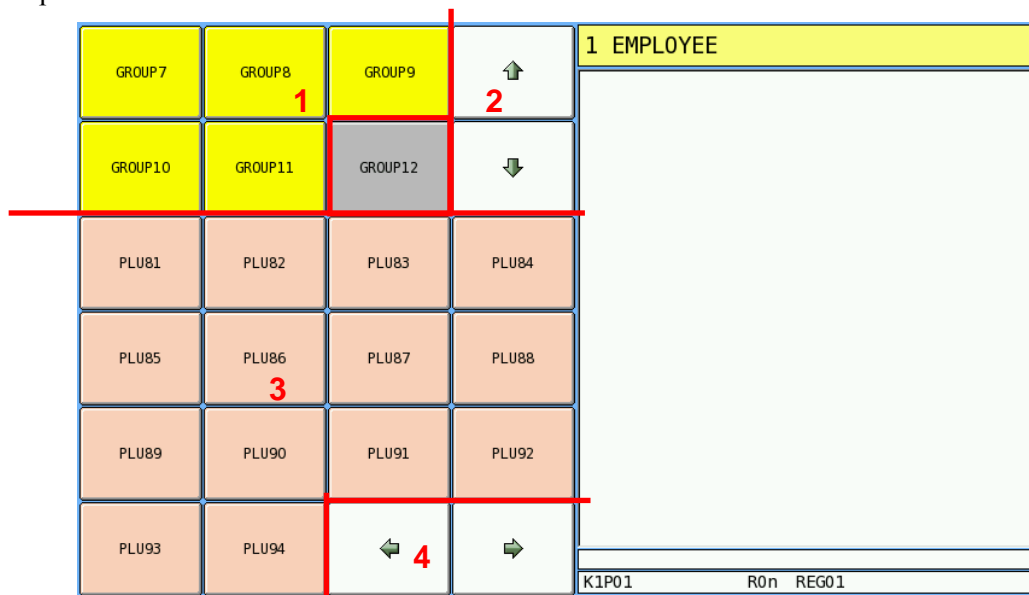 1 EMPLOYEE
GROUP7 GROUP8 GROUP9
1 2
GROUP10 GROUP11 GROUP12
PLU81 PLU82 PLU83 PLU84
PLU85 PLU86 PLU87 PLU88
3
PLU89 PLU90 PLU91 PLU92
PLU93 PLU94
4
K1P01 R0n REG01